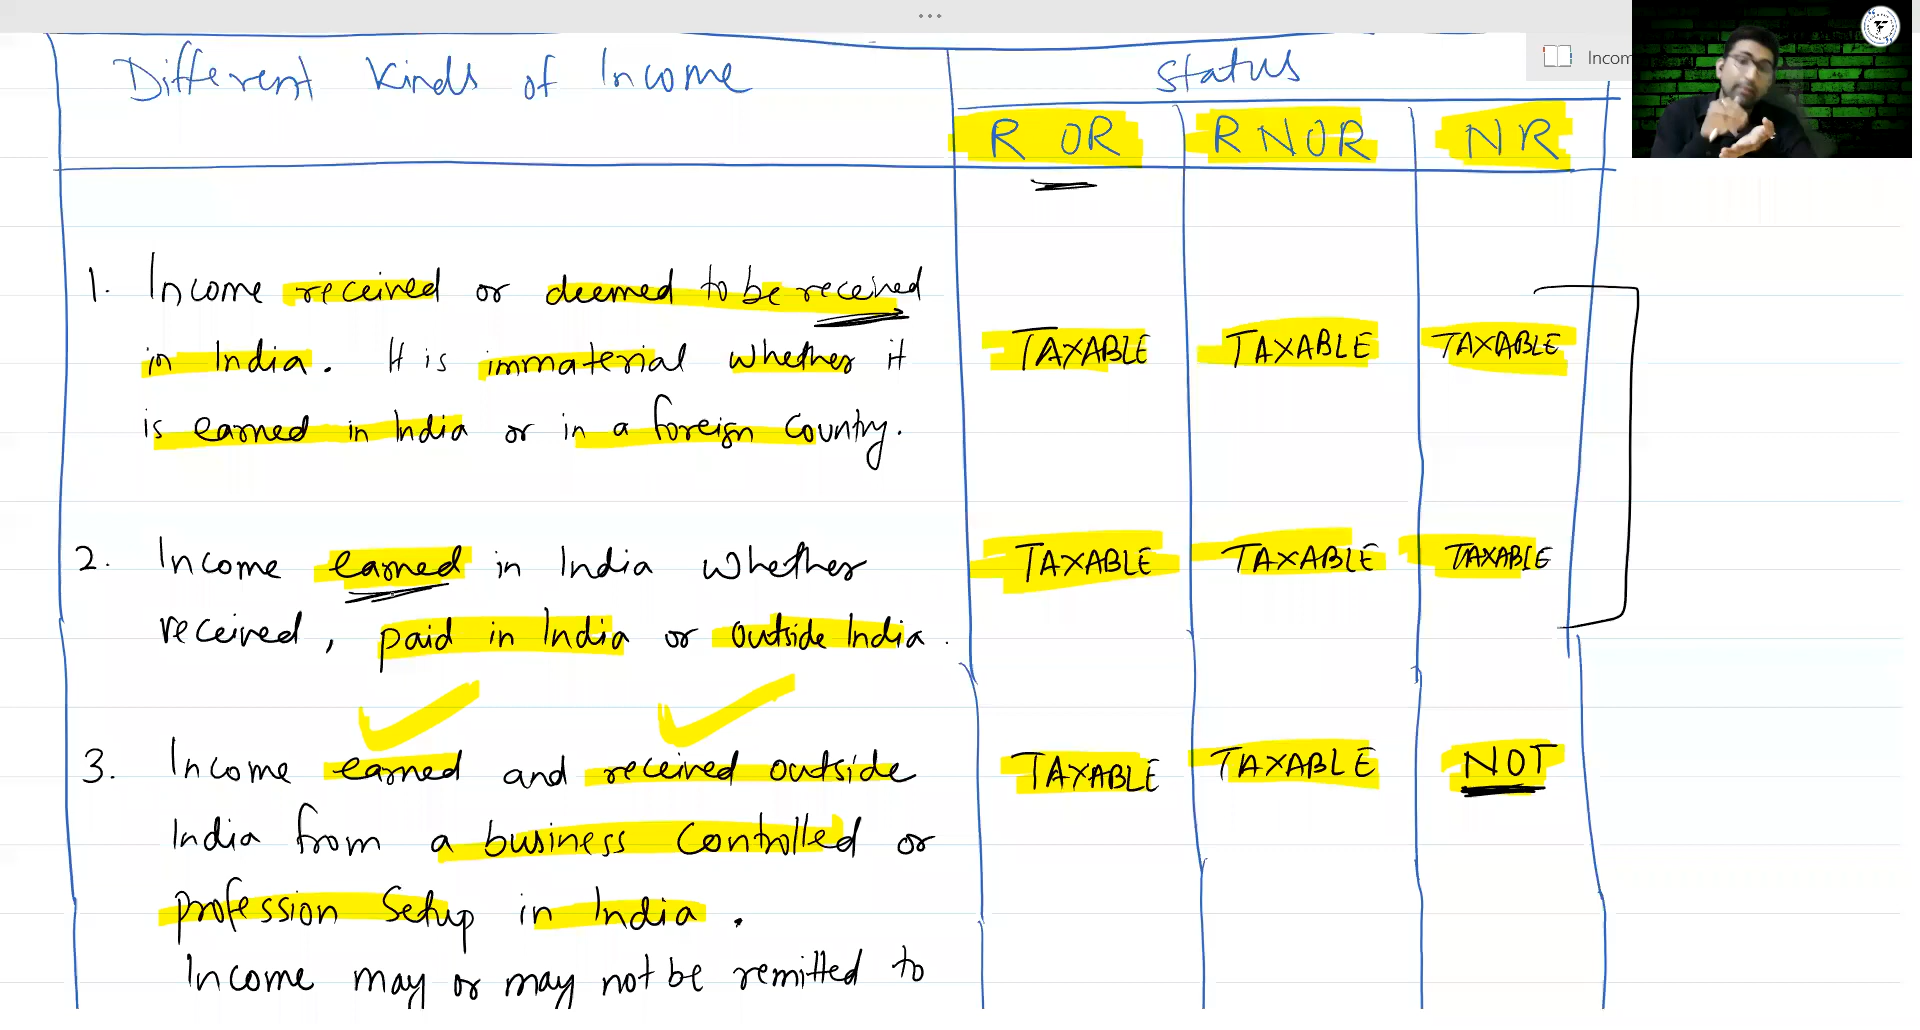 Different Kinds of Income
Status
Incom
R OR
RNOR
NR
1. Income received or deemed to be received
in India. It is immaterial whether it
is earned in India or in a foreign country.
TAXABLE
TAXABLE
TAXABLE
2. Income earned in India whether
received, paid in India or outside India.
TAXABLE
TAXABLE
TAXABLE
3. Income earned and received outside
India from a business controlled or
profession setup in India.
Income may or may not be remitted to
TAXABLE
TAXABLE
NOT